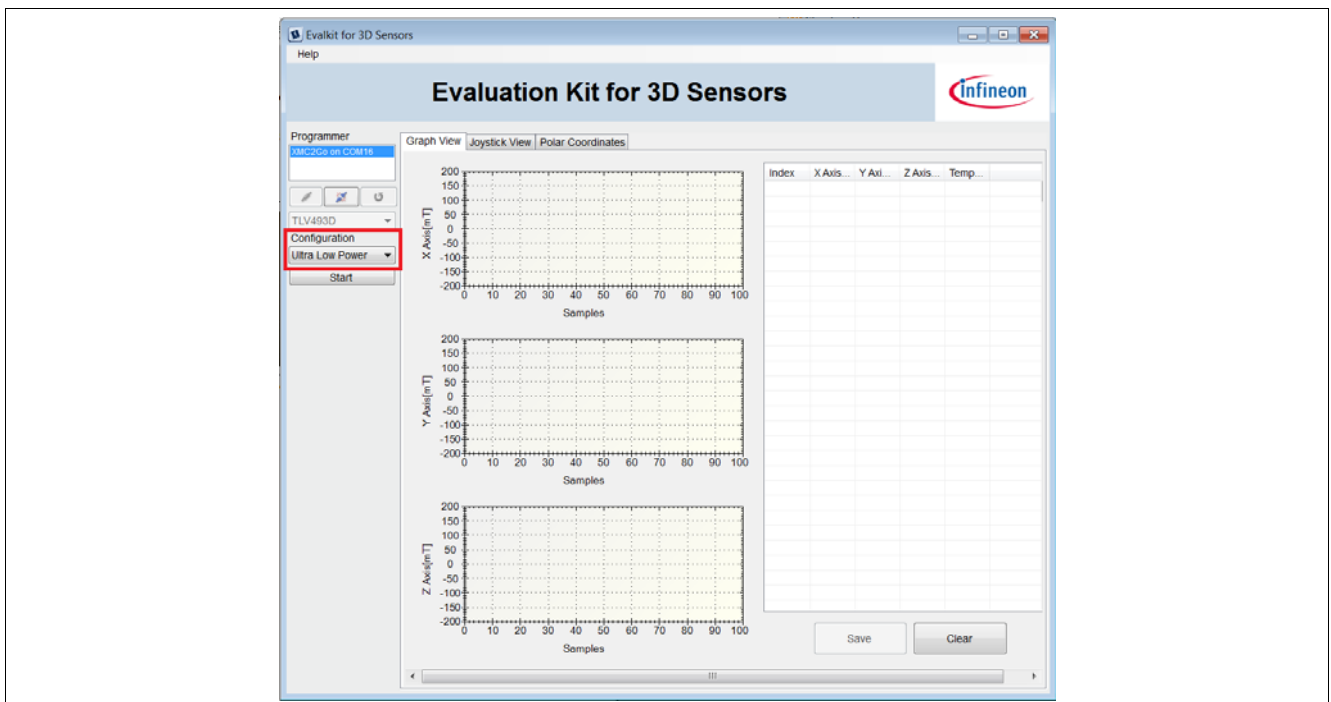 Evalkit for 3D Sensors
Help
Evaluation Kit for 3D Sensors
infineon
Programmer
XMC2Go on COM16
TLV493D
Configuration
Ultra Low Power
Start
Graph View Joystick View Polar Coordinates
X Axis[mT]
200
150
100
50
0
-50
-100
-150
-200
0 10 20 30 40 50 60 70 80 90 100
Samples
Y Axis[mT]
200
150
100
50
0
-50
-100
-150
-200
0 10 20 30 40 50 60 70 80 90 100
Samples
Z Axis[mT]
200
150
100
50
0
-50
-100
-150
-200
0 10 20 30 40 50 60 70 80 90 100
Samples
Index X Axis... Y Axi... Z Axis... Temp...
Save Clear